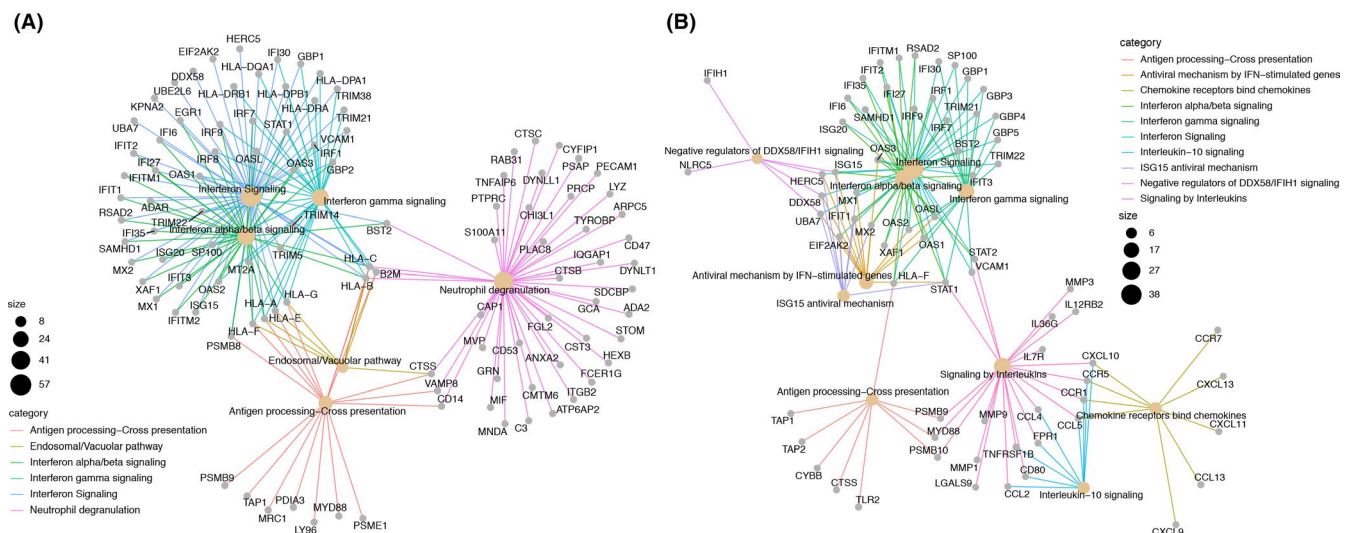 (A)
HERC5
EIF2AK2
IFI30
GBP1
HLA−DQA1
DDX58
HLA−DPA1
UBE2L6
HLA−DRB1
HLA−DPB1
TRIM38
KPNA2
EGR1
IRF7
HLA−DRA
TRIM21
UBA7
IFI6
IRF9
STAT1
VCAM1
IFIT2
IRF8
OASL
IRF1
IFI27
OAS3
GBP2
IFITM1
OAS1
IFIT1
Interferon Signaling
Interferon gamma signaling
ADAR
RSAD2
TRIM22
TRIM14
IFI35
Interferon alpha/beta signaling
BST2
SAMHD1
ISG20
SP100
TRIM5
HLA−C
MX2
MT2A
B2M
XAF1
IFIT3
OAS2
HLA−B
MX1
ISG15
HLA−A
HLA−G
IFITM2
HLA−E
HLA−F
PSMB8
Endosomal/Vacuolar pathway
CTSS
VAMP8
CD14
Antigen processing−Cross presentation
PSMB9
TAP1
PDIA3
MRC1
MYD88
LY96
PSME1
CTSC
RAB31
CYFIP1
PSAP
PECAM1
TNFAIP6
DYNLL1
PTPRC
PRCP
LYZ
CHI3L1
ARPC5
TYROBP
S100A11
PLAC8
CD47
IQGAP1
CTSB
DYNLT1
Neutrophil degranulation
SDCBP
CAP1
GCA
ADA2
FGL2
STOM
MVP
CD53
CST3
ANXA2
HEXB
GRN
FCER1G
CMTM6
ITGB2
MIF
ATP6AP2
MNDA
C3
size
8
24
41
57
category
Antigen processing−Cross presentation
Endosomal/Vacuolar pathway
Interferon alpha/beta signaling
Interferon gamma signaling
Interferon Signaling
Neutrophil degranulation
(B)
IFITM1
RSAD2
SP100
IFIH1
IFIT2
IFI30
GBP1
IFI35
IFI27
IRF1
GBP3
IFI6
TRIM21
SAMHD1
IRF9
GBP4
ISG20
IRF7
GBP5
BST2
Negative regulators of DDX58/IFIH1 signaling
OAS3
TRIM22
NLRC5
ISG15
Interferon Signaling
HERC5
Interferon alpha/beta signaling
IFIT3
DDX58
MX1
Interferon gamma signaling
UBA7
IFIT1
OASL
OAS2
MX2
EIF2AK2
XAF1
OAS1
STAT2
VCAM1
Antiviral mechanism by IFN−stimulated genes
HLA−F
STAT1
ISG15 antiviral mechanism
MMP3
IL12RB2
IL36G
IL7R
CXCL10
CCR7
Signaling by Interleukins
CCR5
CXCL13
CCR1
Antigen processing−Cross presentation
PSMB9
MMP9
CCL4
Chemokine receptors bind chemokines
TAP1
CCL5
CXCL11
MYD88
FPR1
TAP2
PSMB10
TNFRSF1B
CYBB
MMP1
CD80
CTSS
LGALS9
CCL2
Interleukin−10 signaling
CCL13
TLR2
CXCL9
category
Antigen processing−Cross presentation
Antiviral mechanism by IFN−stimulated genes
Chemokine receptors bind chemokines
Interferon alpha/beta signaling
Interferon gamma signaling
Interferon Signaling
Interleukin−10 signaling
ISG15 antiviral mechanism
Negative regulators of DDX58/IFIH1 signaling
Signaling by Interleukins
size
6
17
27
38